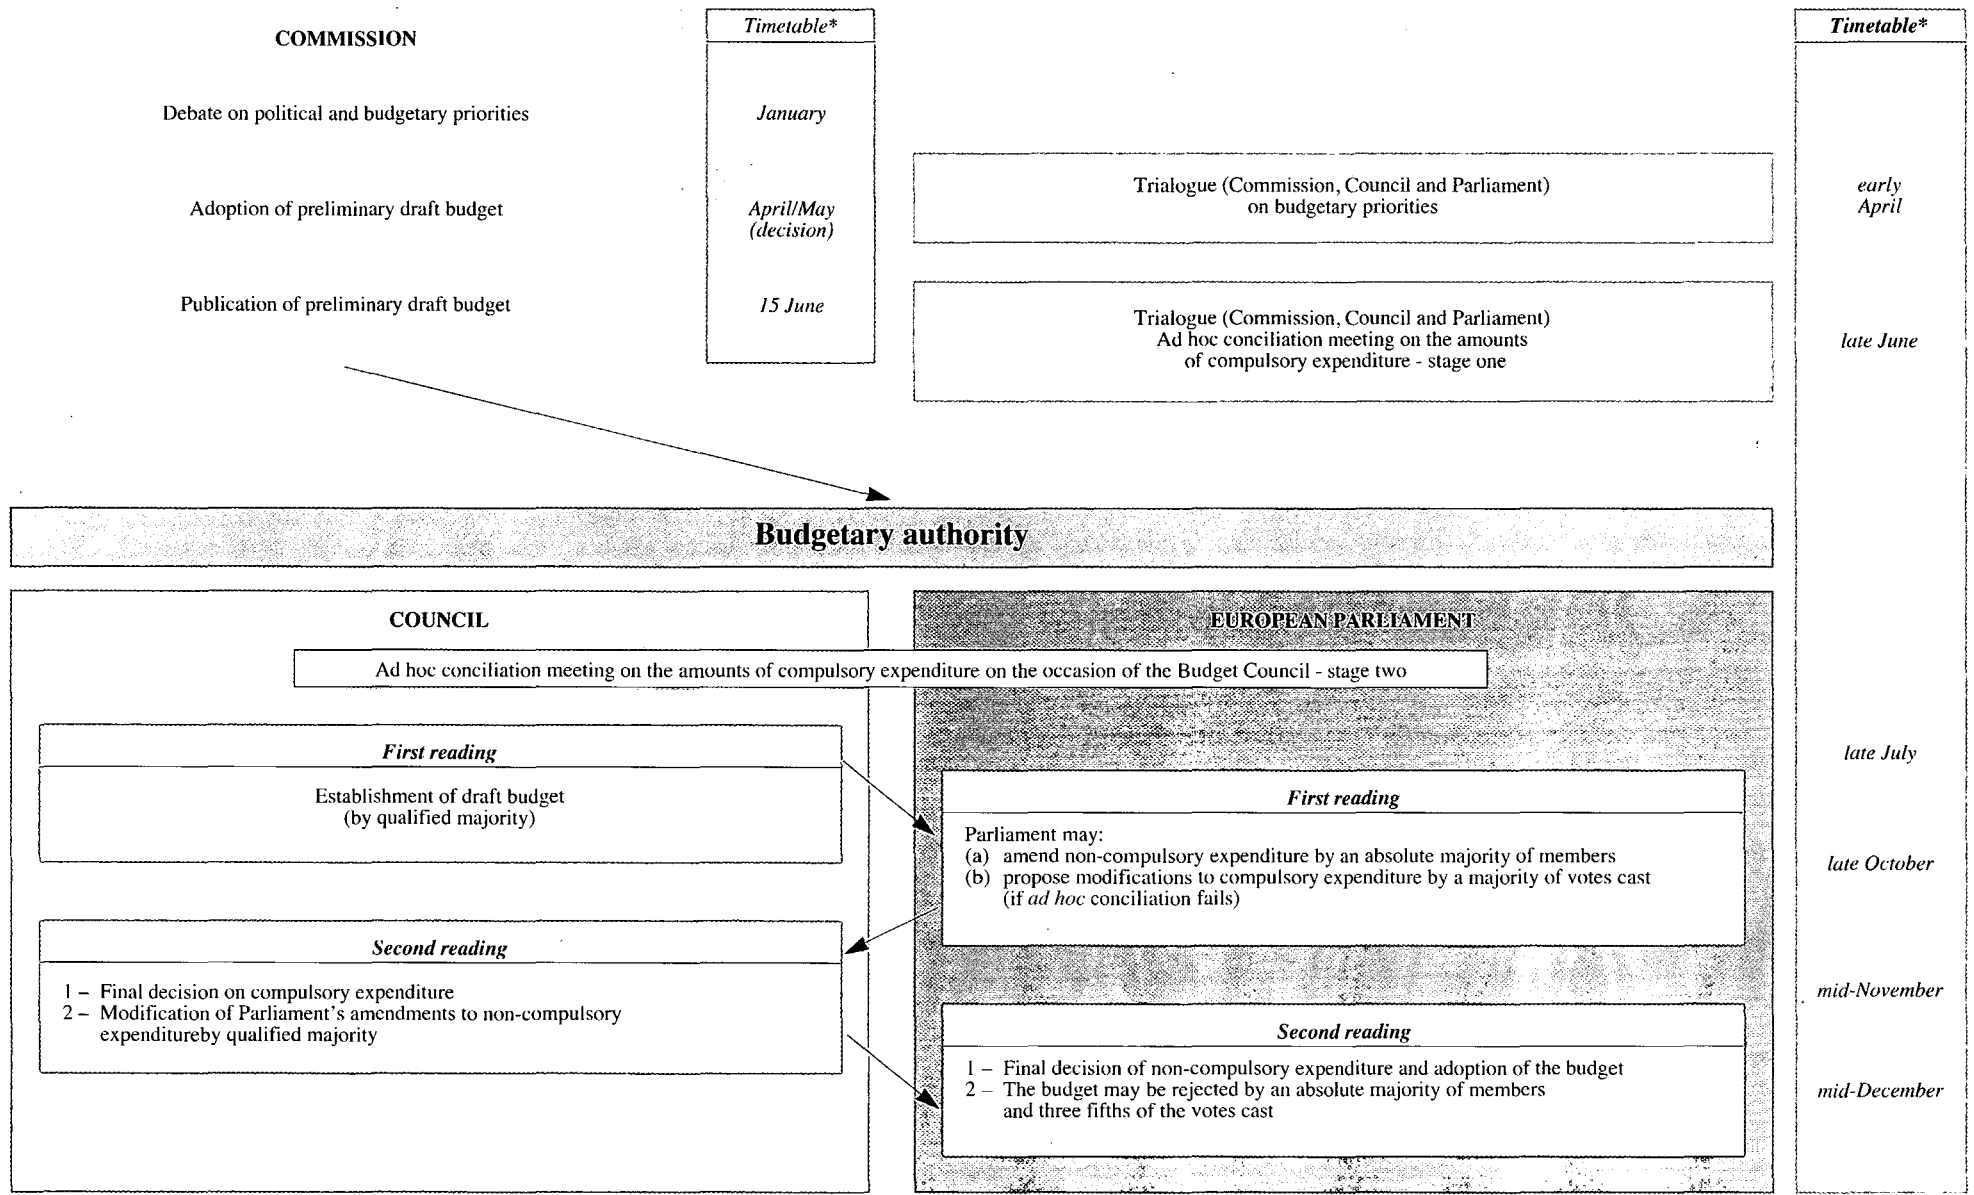 COMMISSION
Timetable*
Debate on political and budgetary priorities
January
Adoption of preliminary draft budget
April/May
(decision)
Publication of preliminary draft budget
15 June
Timetable*
Trialogue (Commission, Council and Parliament)
on budgetary priorities
early
April
Trialogue (Commission, Council and Parliament)
Ad hoc conciliation meeting on the amounts
of compulsory expenditure - stage one
late June
Budgetary authority
COUNCIL
EUROPEAN PARLIAMENT
Ad hoc conciliation meeting on the amounts of compulsory expenditure on the occasion of the Budget Council - stage two
First reading
Establishment of draft budget
(by qualified majority)
late July
First reading
Parliament may:
(a) amend non-compulsory expenditure by an absolute majority of members
(b) propose modifications to compulsory expenditure by a majority of votes cast
(if ad hoc conciliation fails)
late October
Second reading
1 – Final decision on compulsory expenditure
2 – Modification of Parliament's amendments to non-compulsory
expenditureby qualified majority
mid-November
Second reading
1 – Final decision of non-compulsory expenditure and adoption of the budget
2 – The budget may be rejected by an absolute majority of members
and three fifths of the votes cast
mid-December